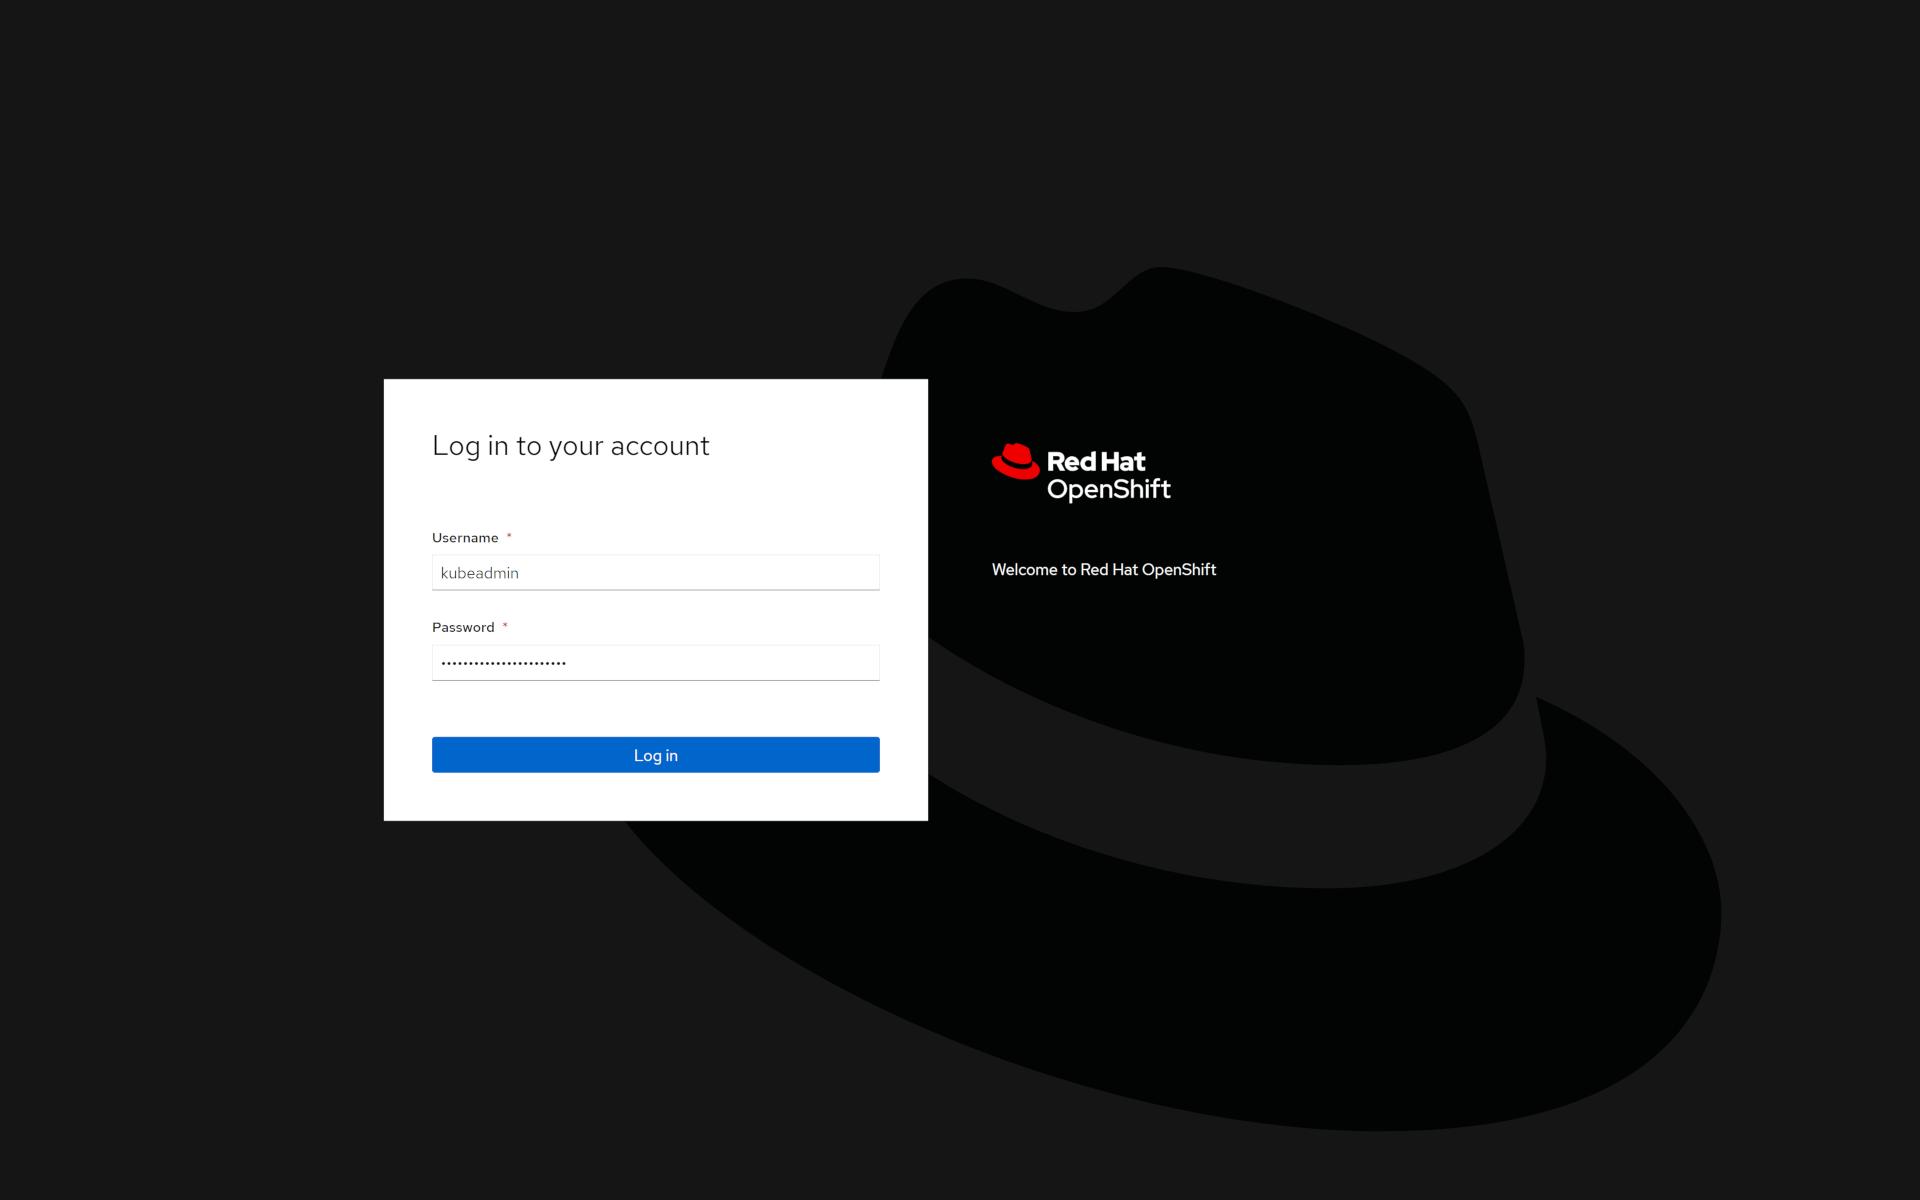 Log in to your account
Username *
kubeadmin
Password *
•••••••••••••••••••••••
Log in
Red Hat
OpenShift
Welcome to Red Hat OpenShift